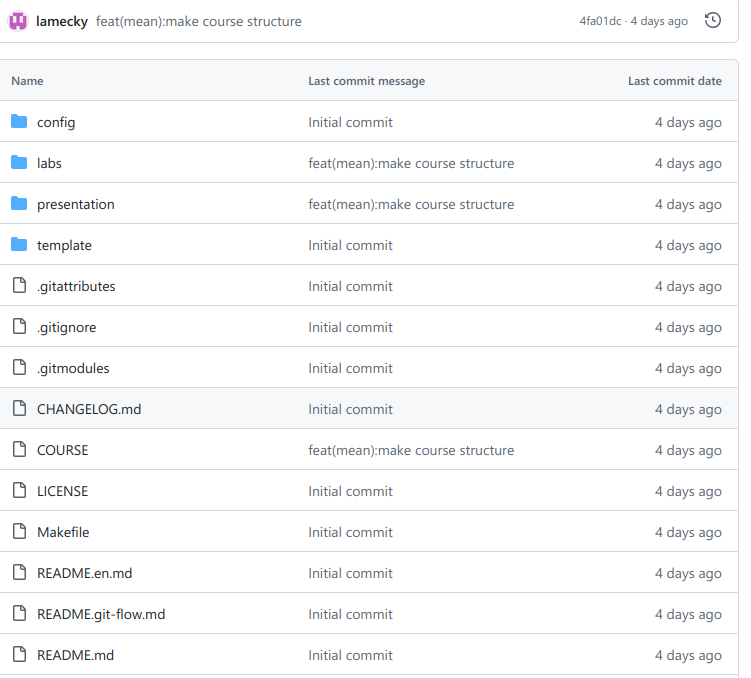 lamecky feat(mean):make course structure 4fa01dc · 4 days ago
Name Last commit message Last commit date
config Initial commit 4 days ago
labs feat(mean):make course structure 4 days ago
presentation feat(mean):make course structure 4 days ago
template Initial commit 4 days ago
.gitattributes Initial commit 4 days ago
.gitignore Initial commit 4 days ago
.gitmodules Initial commit 4 days ago
CHANGELOG.md Initial commit 4 days ago
COURSE feat(mean):make course structure 4 days ago
LICENSE Initial commit 4 days ago
Makefile Initial commit 4 days ago
README.en.md Initial commit 4 days ago
README.git-flow.md Initial commit 4 days ago
README.md Initial commit 4 days ago